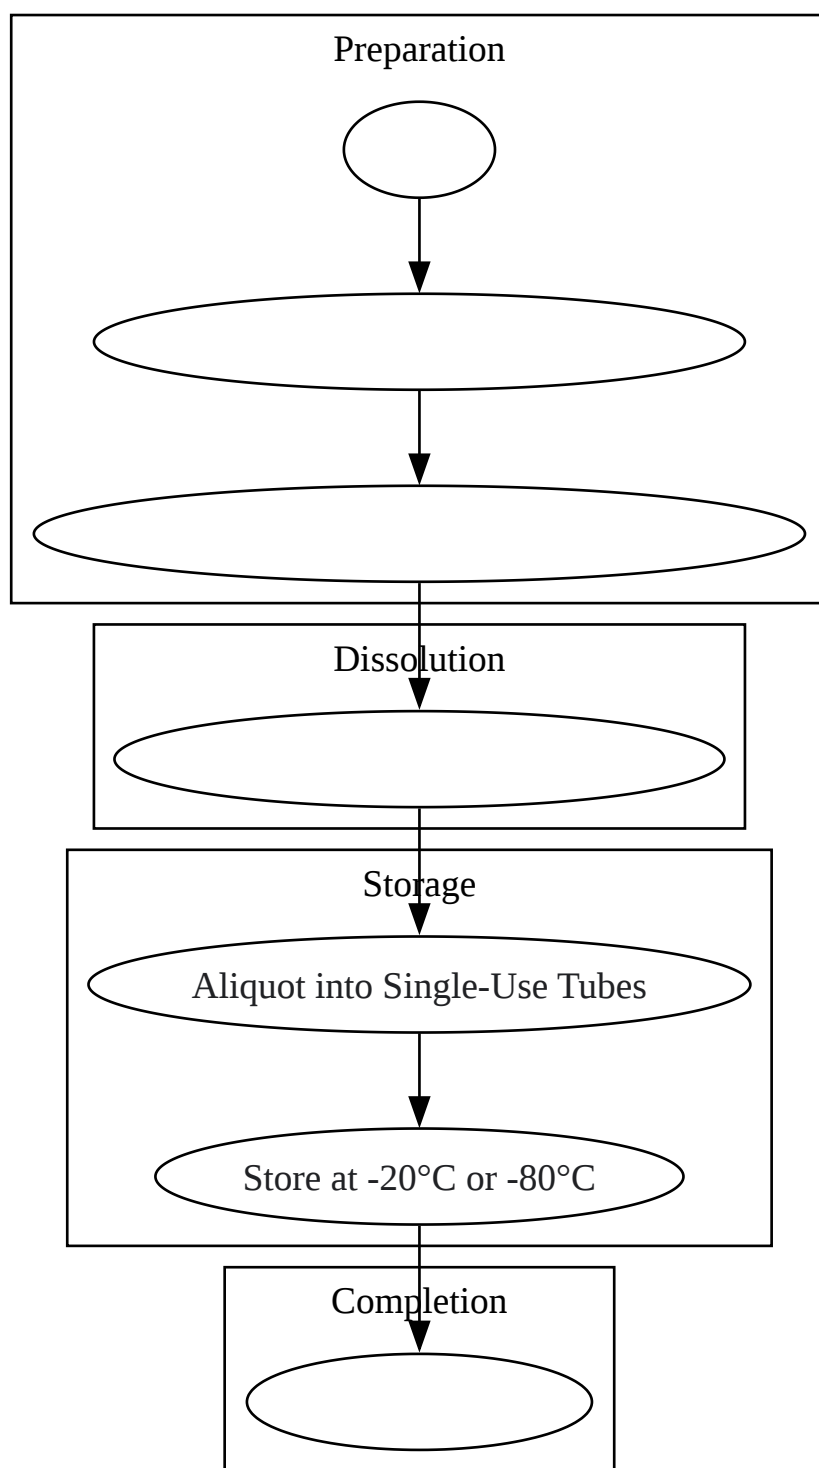 Preparation
Dissolution
Storage
Aliquot into Single-Use Tubes
Store at -20°C or -80°C
Completion